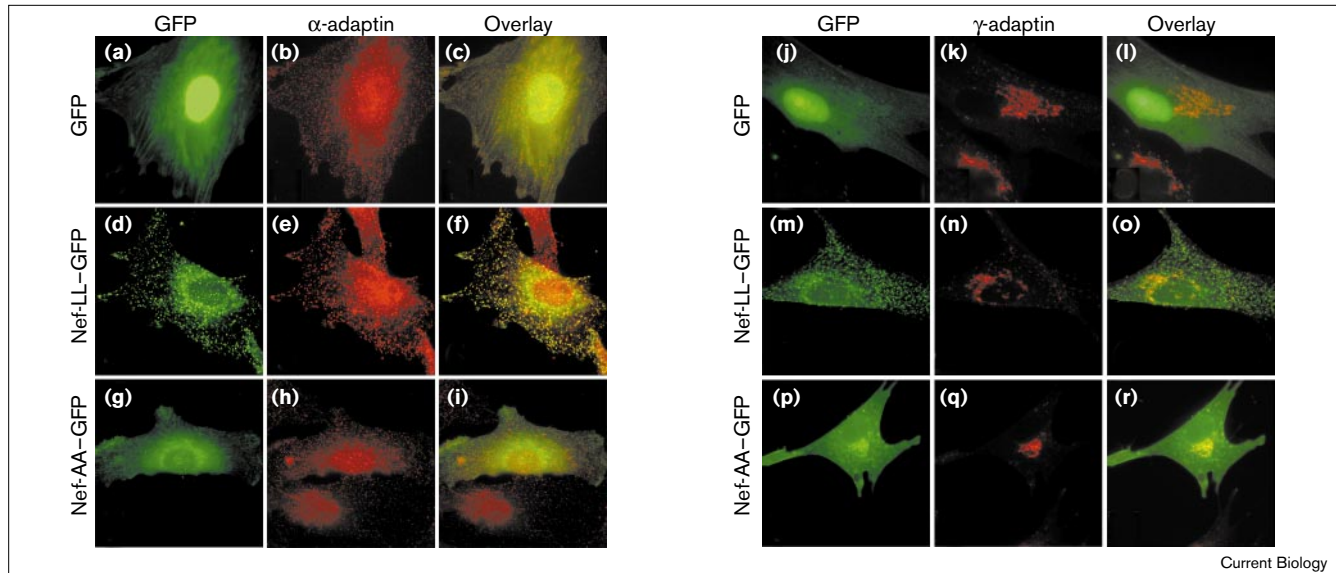 GFP α-adaptin Overlay GFP γ-adaptin Overlay
GFP (a) (b) (c) GFP (j) (k) (l)
Nef-LL–GFP (d) (e) (f) Nef-LL–GFP (m) (n) (o)
Nef-AA–GFP (g) (h) (i) Nef-AA–GFP (p) (q) (r)
Current Biology